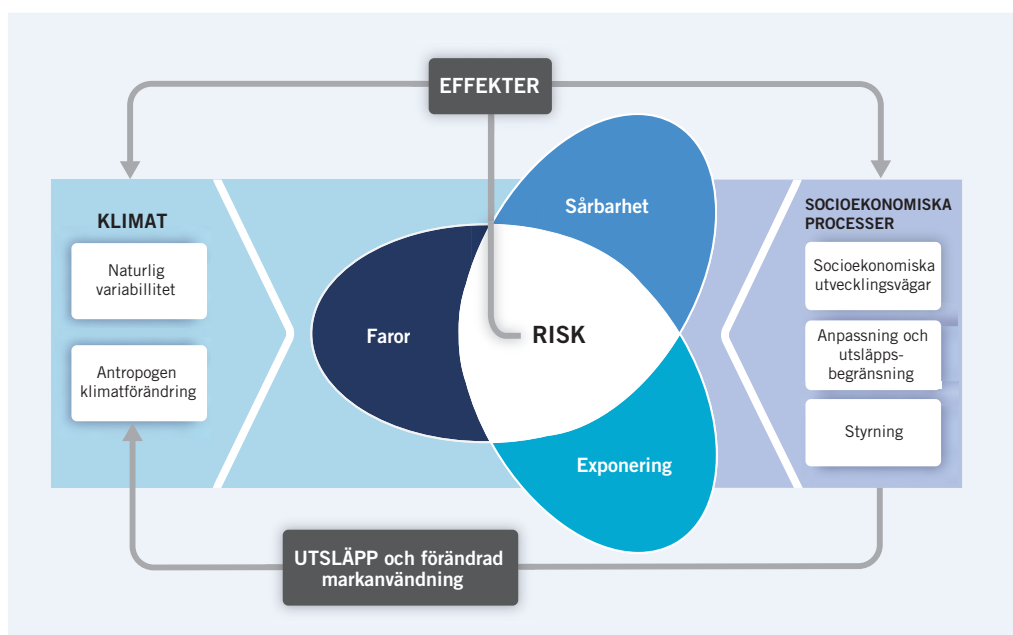 EFFEKTER
KLIMAT
Naturlig
variabillitet
Antropogen
klimatförändring
Sårbarhet
Faror
RISK
Exponering
SOCIOEKONOMISKA
PROCESSER
Socioekonomiska
utvecklingsvägar
Anpassning och
utsläpps-
begränsning
Styrning
UTSLÄPP och förändrad
markanvändning